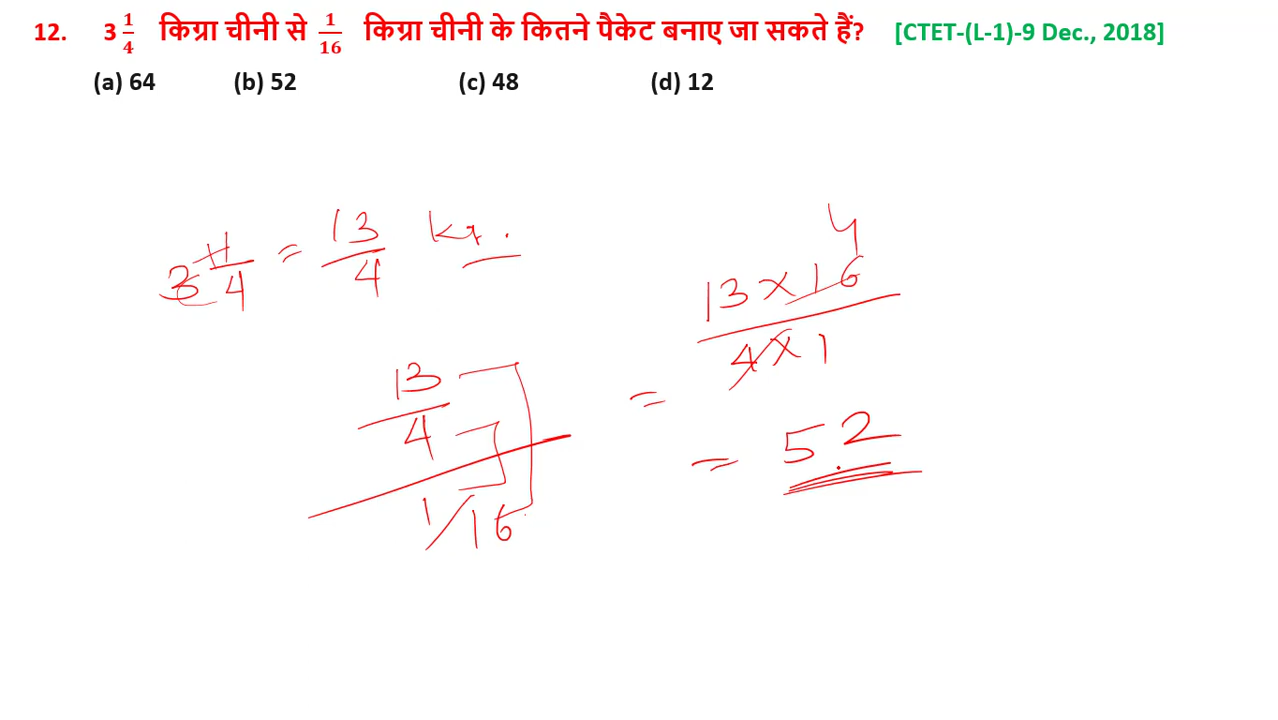 12. 3 1/4 किग्रा चीनी से 1/16 किग्रा चीनी के कितने पैकेट बनाए जा सकते हैं? [CTET-(L-1)-9 Dec., 2018]
(a) 64 (b) 52 (c) 48 (d) 12
3 1/4 = 13/4 kg.
13/4 / 1/16 = 13 × 16 / 4 × 1
4
= 52